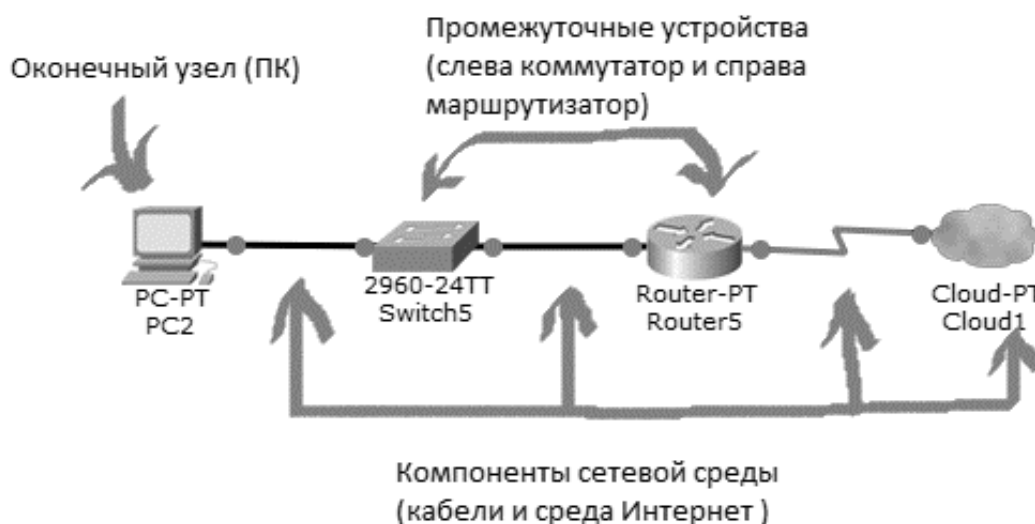 Промежуточные устройства
(слева коммутатор и справа
маршрутизатор)
Оконечный узел (ПК)
PC-PT
PC2
2960-24TT
Switch5
Router-PT
Router5
Cloud-PT
Cloud1
Компоненты сетевой среды
(кабели и среда Интернет )